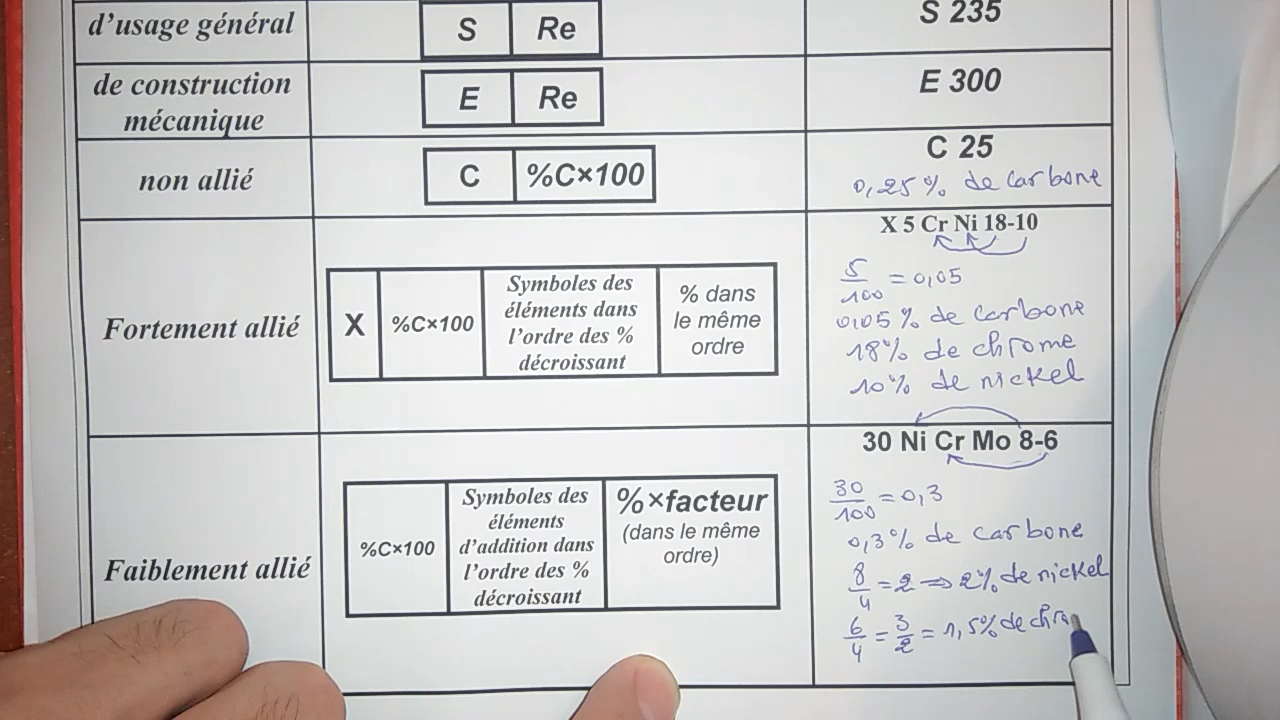 d'usage général
S Re
S 235
de construction
mécanique
E Re
E 300
non allié
C %C×100
C 25
0,25% de carbone
Fortement allié
X
%C×100
Symboles des
éléments dans
l'ordre des %
décroissant
% dans
le même
ordre
X 5 Cr Ni 18-10
5/100 = 0,05
0,05% de carbone
18% de chrome
10% de nickel
Faiblement allié
%C×100
Symboles des
éléments
d'addition dans
l'ordre des %
décroissant
%×facteur
(dans le même
ordre)
30 Ni Cr Mo 8-6
30/100 = 0,3
0,3% de carbone
8/4 = 2 ⇒ 2% de nickel
6/4 = 3/2 = 1,5% de chro